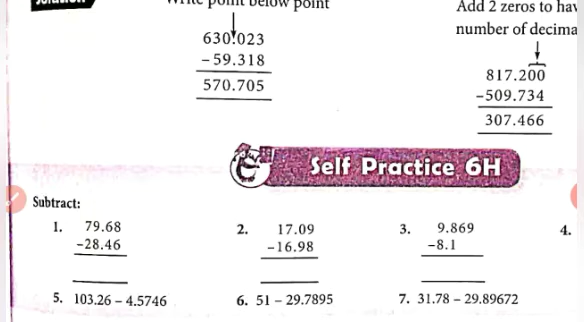 point below point
Add 2 zeros to
number of decima
630.023
-59.318
570.705
817.200
-509.734
307.466
Self Practice 6H
Subtract:
1. 79.68
-28.46
2. 17.09
-16.98
3. 9.869
-8.1
4.
5. 103.26 – 4.5746
6. 51 – 29.7895
7. 31.78 – 29.89672